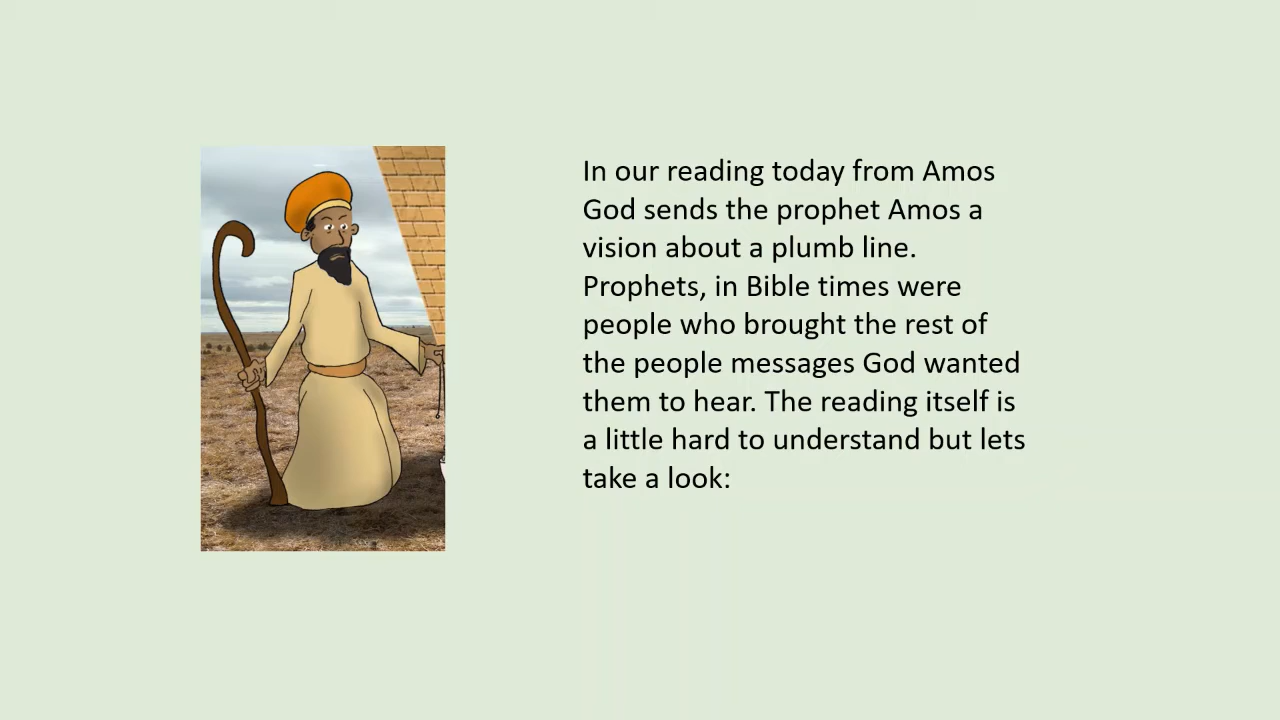 In our reading today from Amos
God sends the prophet Amos a
vision about a plumb line.
Prophets, in Bible times were
people who brought the rest of
the people messages God wanted
them to hear. The reading itself is
a little hard to understand but lets
take a look: